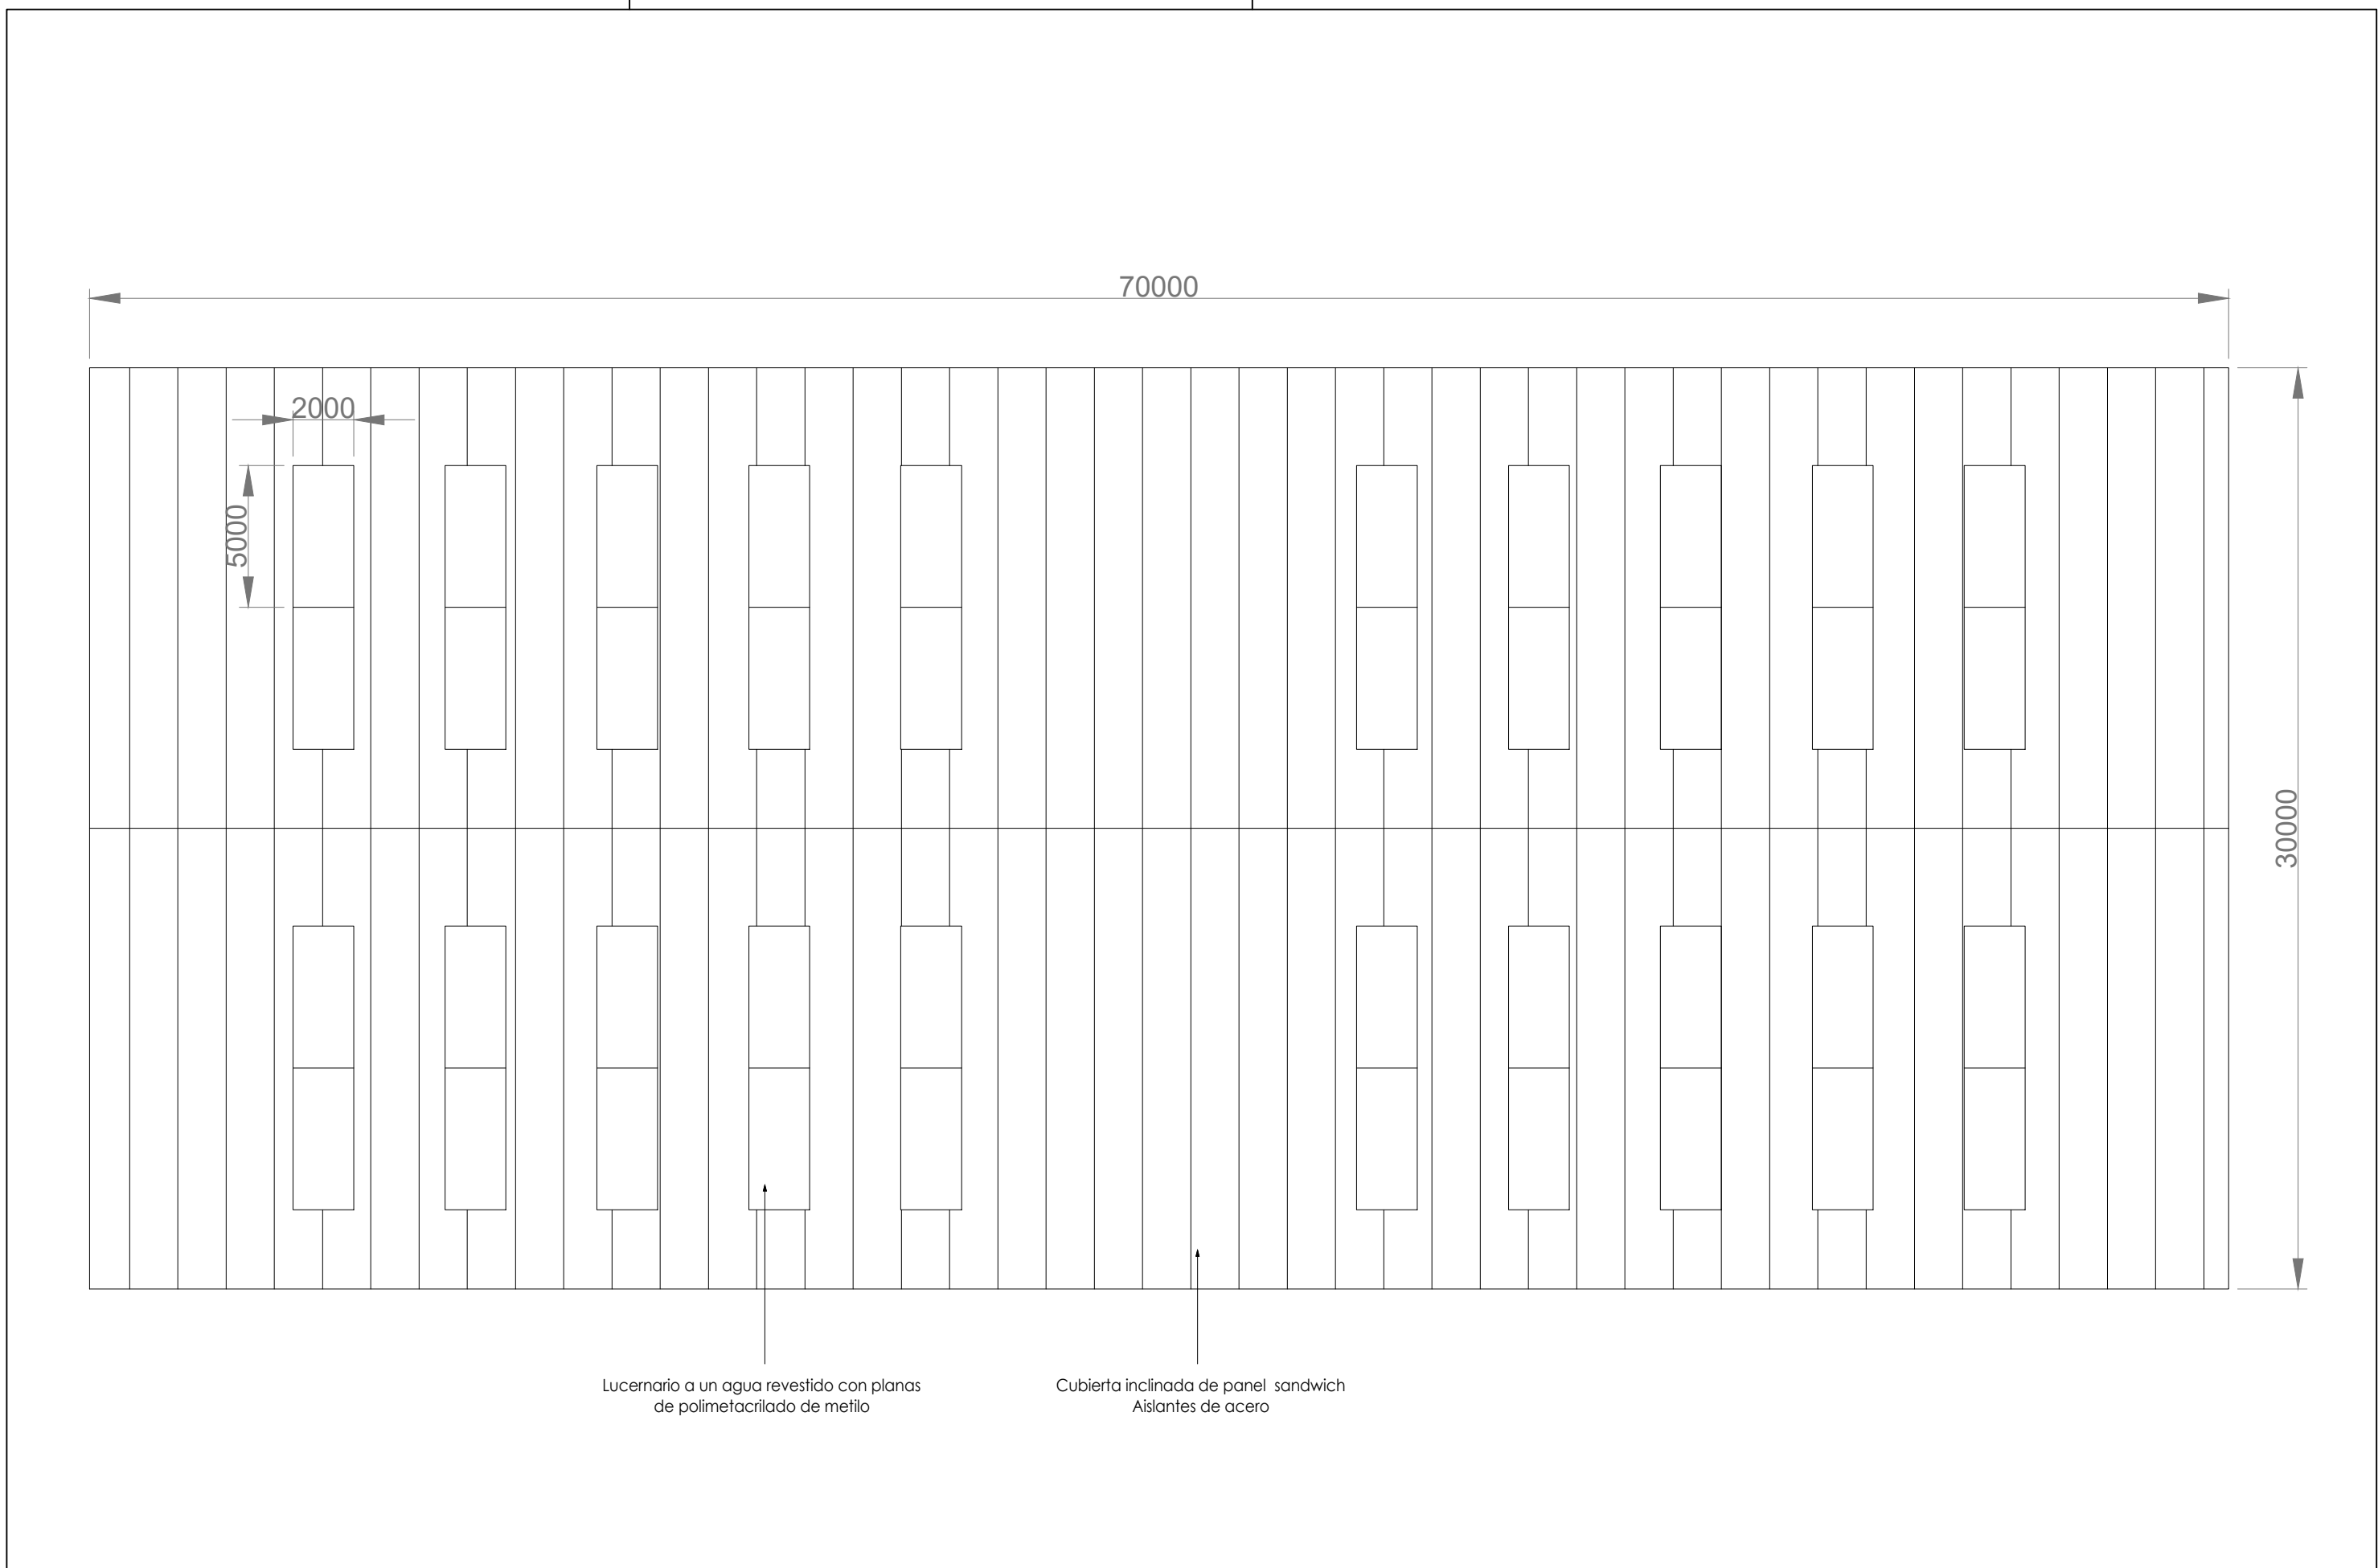 70000
2000
5000
30000
Lucernario a un agua revestido con planas
de polimetacrilado de metilo
Cubierta inclinada de panel sandwich
Aislantes de acero